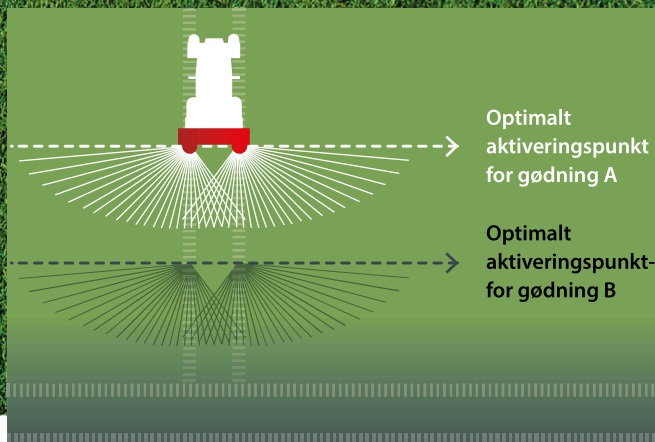 Optimalt
aktiveringspunkt
for gødning A
Optimalt
aktiveringspunkt-
for gødning B